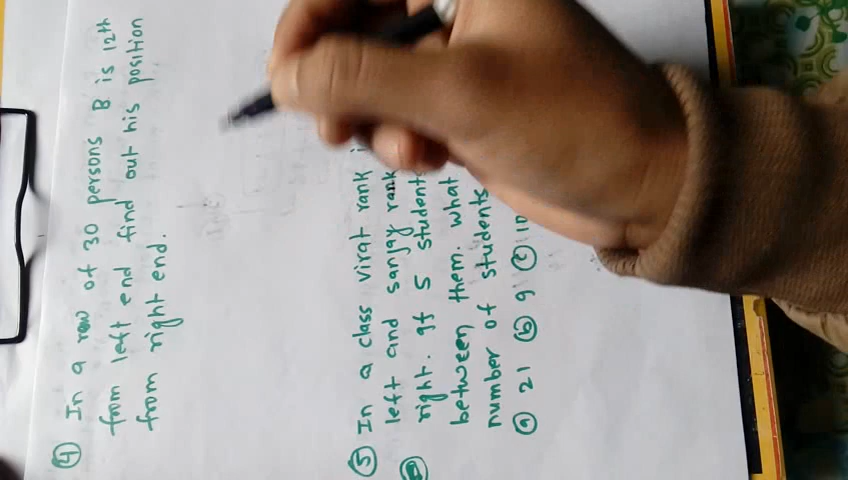 ④ In a row of 30 persons B is 12th
from left end find out his position
from right end.
⑤ In a class virat rank
left and sanjay rank
right. If 5 students
between them. what
number of students
ⓐ 21 ⓑ 9 ⓒ 10